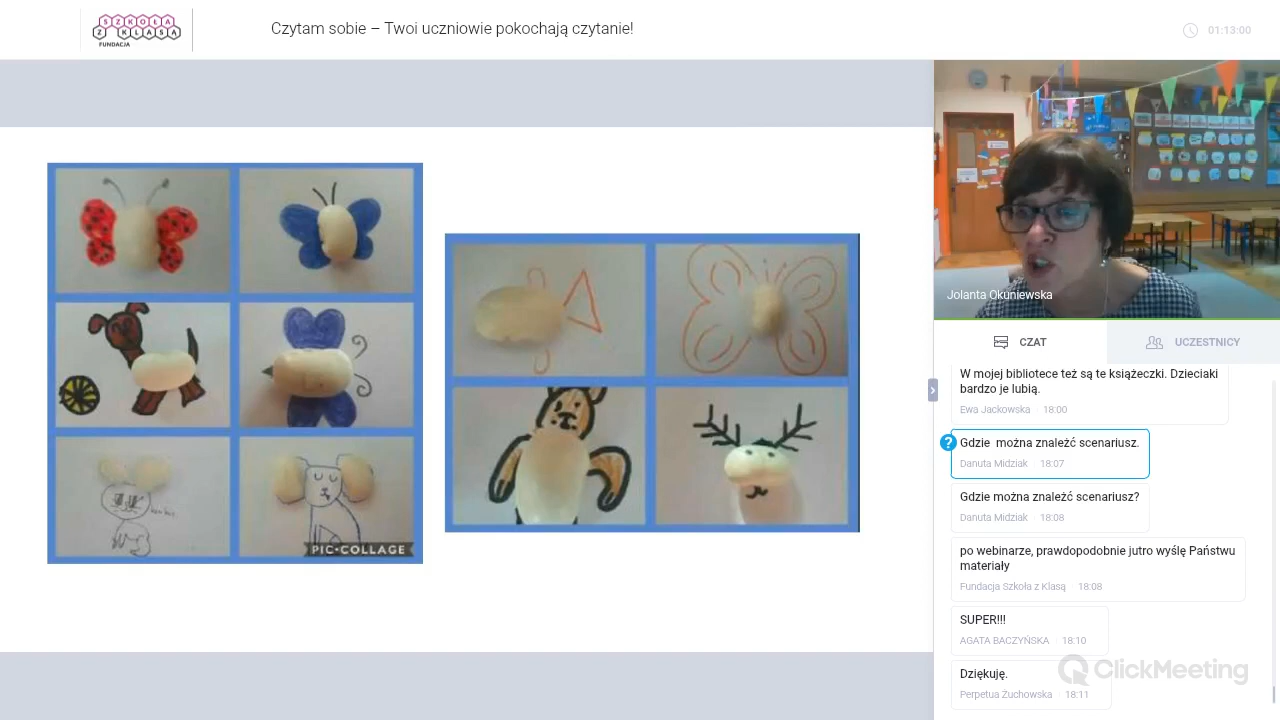 SZKOŁA
Z KLASĄ
FUNDACJA
Czytam sobie – Twoi uczniowie pokochają czytanie!
01:13:00
PIC•COLLAGE
Jolanta Okuniewska
CZAT
UCZESTNICY
W mojej bibliotece też są te książeczki. Dzieciaki
bardzo je lubią.
Ewa Jackowska · 18:00
?
Gdzie można znaleźć scenariusz.
Danuta Midziak · 18:07
Gdzie można znaleźć scenariusz?
Danuta Midziak · 18:08
po webinarze, prawdopodobnie jutro wyślę Państwu
materiały
Fundacja Szkoła z Klasą · 18:08
SUPER!!!
AGATA BACZYŃSKA · 18:10
Dziękuję.
Perpetua Żuchowska · 18:11
ClickMeeting